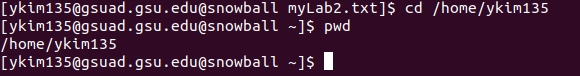 [ykim135@gsuad.gsu.edu@snowball myLab2.txt]$ cd /home/ykim135
[ykim135@gsuad.gsu.edu@snowball ~]$ pwd
/home/ykim135
[ykim135@gsuad.gsu.edu@snowball ~]$